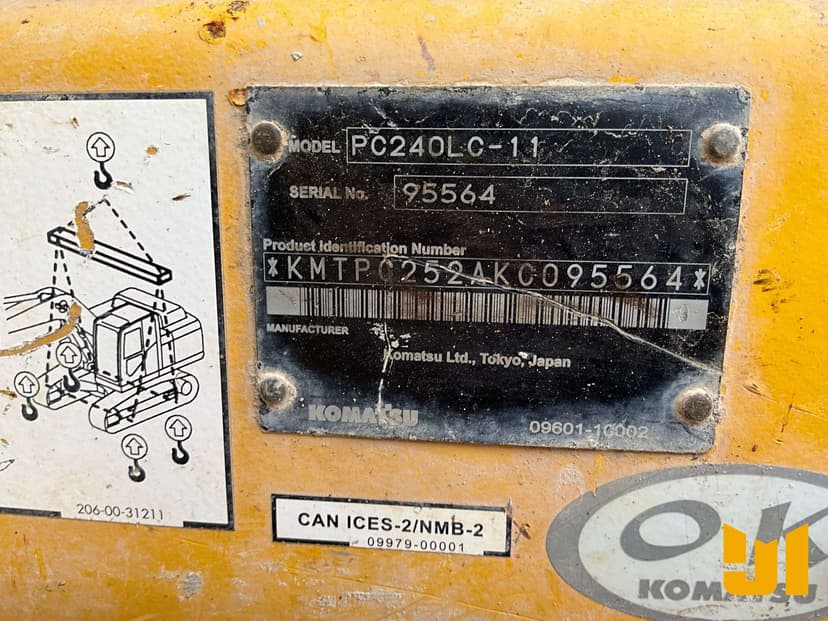 MODEL PC240LC-11
SERIAL No. 95564
Product Identification Number
*KMTPC252AKC095564*
MANUFACTURER
Komatsu Ltd., Tokyo, Japan
KOMATSU
09601-10002
206-00-31211
CAN ICES-2/NMB-2
09979-00001
OK
KOMATSU